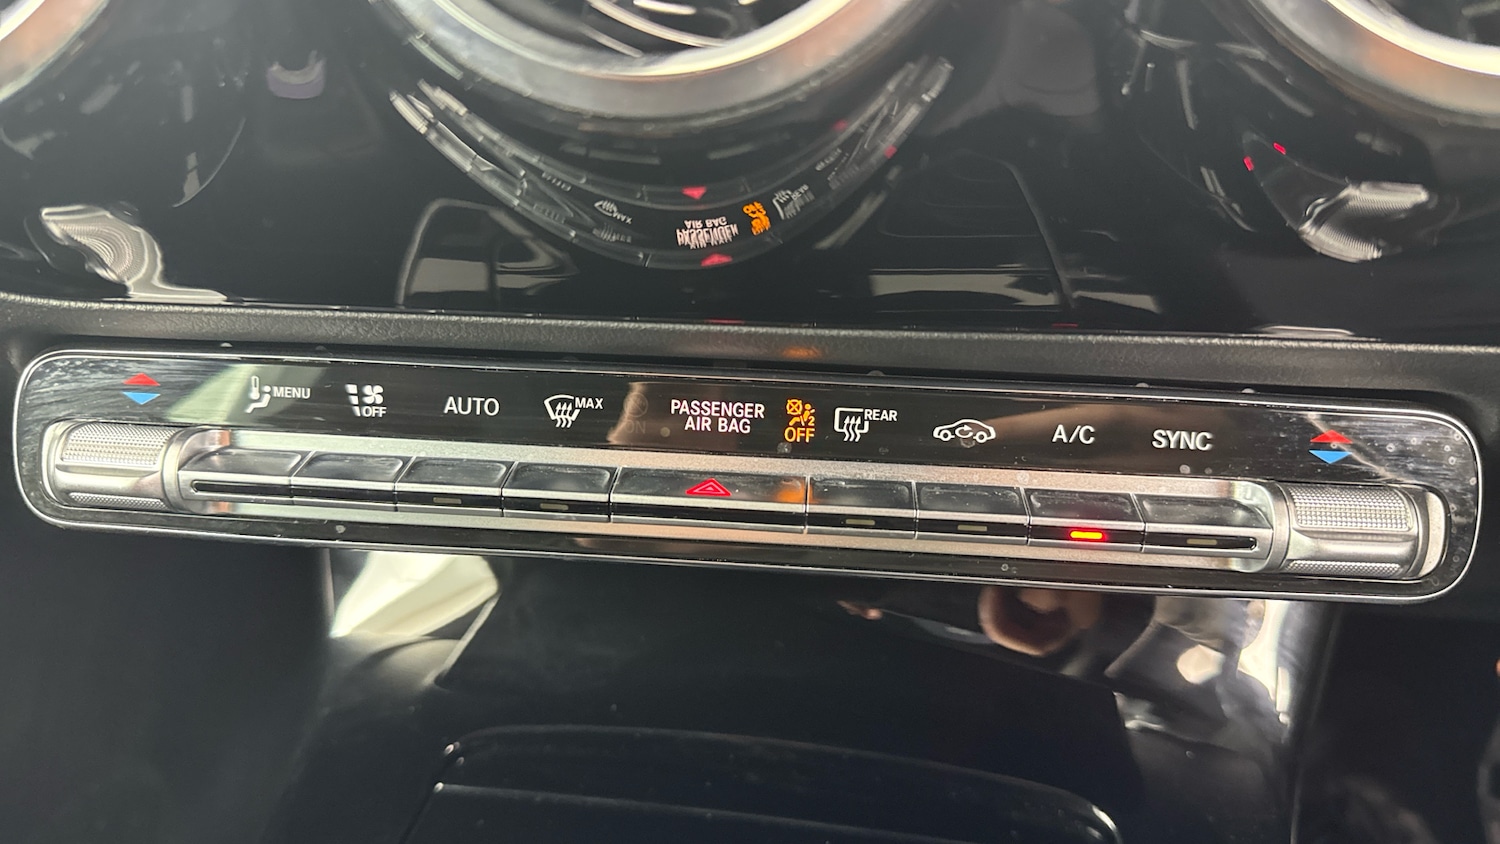 MENU
OFF
AUTO
MAX
PASSENGER
AIR BAG
OFF
REAR
A/C
SYNC